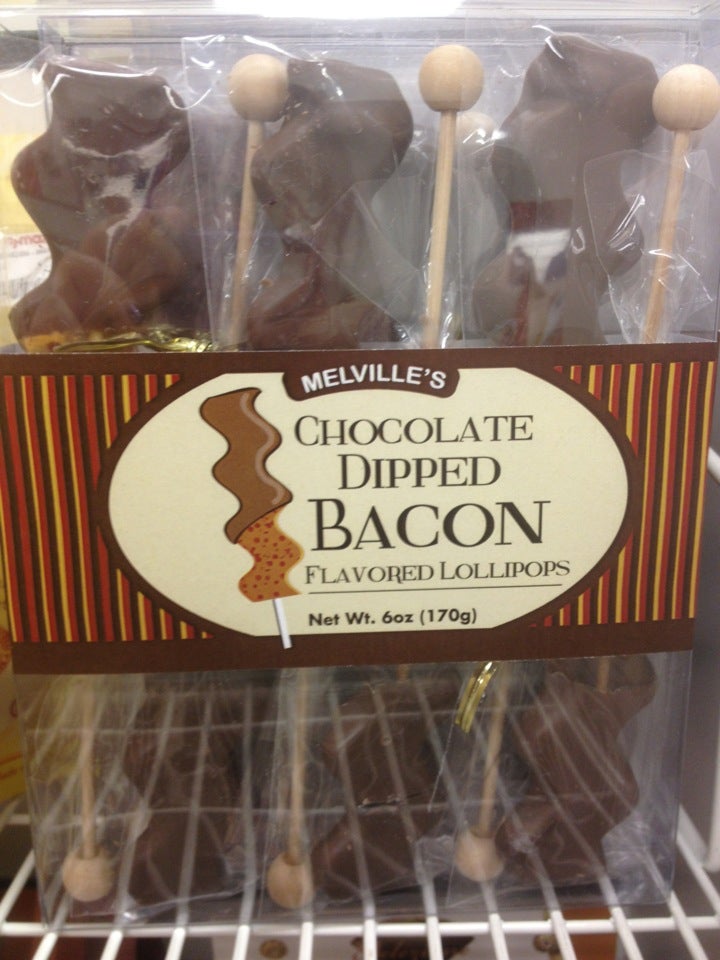 MELVILLE'S
CHOCOLATE
DIPPED
BACON
FLAVORED LOLLIPOPS
Net Wt. 6oz (170g)